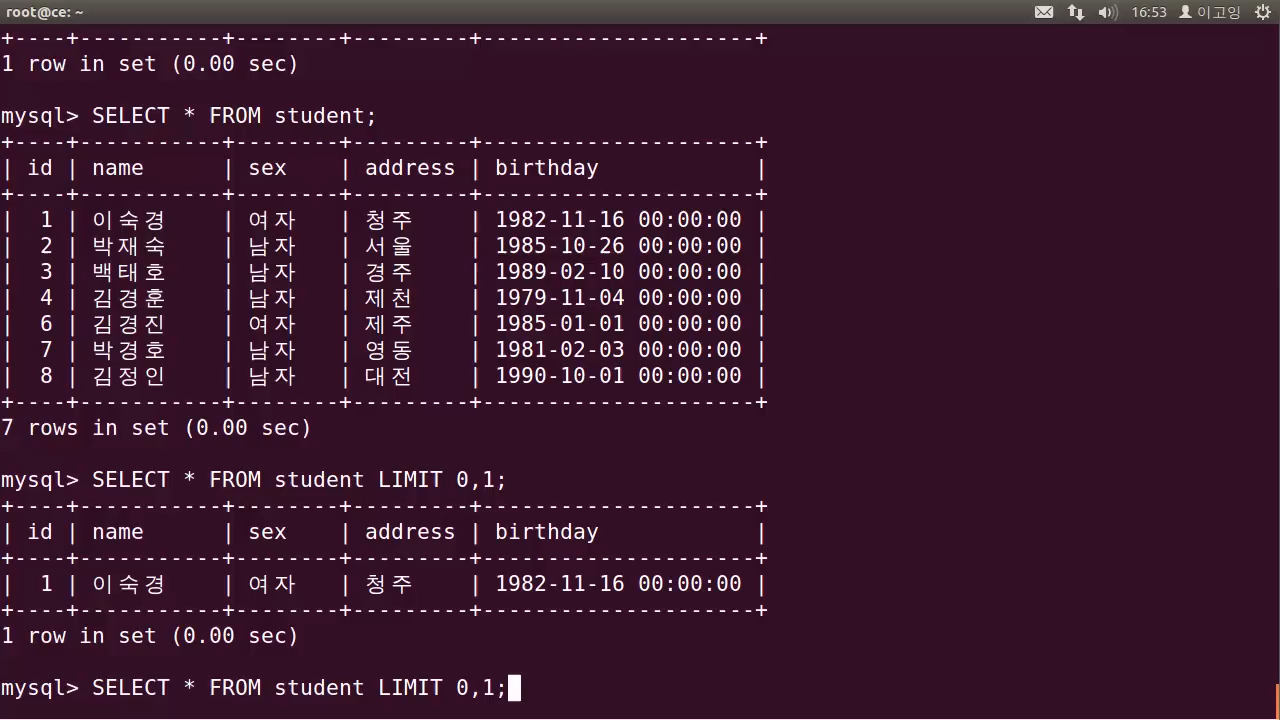 root@ce: ~ 16:53 이고잉
+----+-----------+--------+---------+---------------------+
1 row in set (0.00 sec)
mysql> SELECT * FROM student;
+----+-----------+--------+---------+---------------------+
| id | name      | sex    | address | birthday            |
+----+-----------+--------+---------+---------------------+
|  1 | 이숙경    | 여자   | 청주    | 1982-11-16 00:00:00 |
|  2 | 박재숙    | 남자   | 서울    | 1985-10-26 00:00:00 |
|  3 | 백태호    | 남자   | 경주    | 1989-02-10 00:00:00 |
|  4 | 김경훈    | 남자   | 제천    | 1979-11-04 00:00:00 |
|  6 | 김경진    | 여자   | 제주    | 1985-01-01 00:00:00 |
|  7 | 박경호    | 남자   | 영동    | 1981-02-03 00:00:00 |
|  8 | 김정인    | 남자   | 대전    | 1990-10-01 00:00:00 |
+----+-----------+--------+---------+---------------------+
7 rows in set (0.00 sec)
mysql> SELECT * FROM student LIMIT 0,1;
+----+-----------+--------+---------+---------------------+
| id | name      | sex    | address | birthday            |
+----+-----------+--------+---------+---------------------+
|  1 | 이숙경    | 여자   | 청주    | 1982-11-16 00:00:00 |
+----+-----------+--------+---------+---------------------+
1 row in set (0.00 sec)
mysql> SELECT * FROM student LIMIT 0,1;